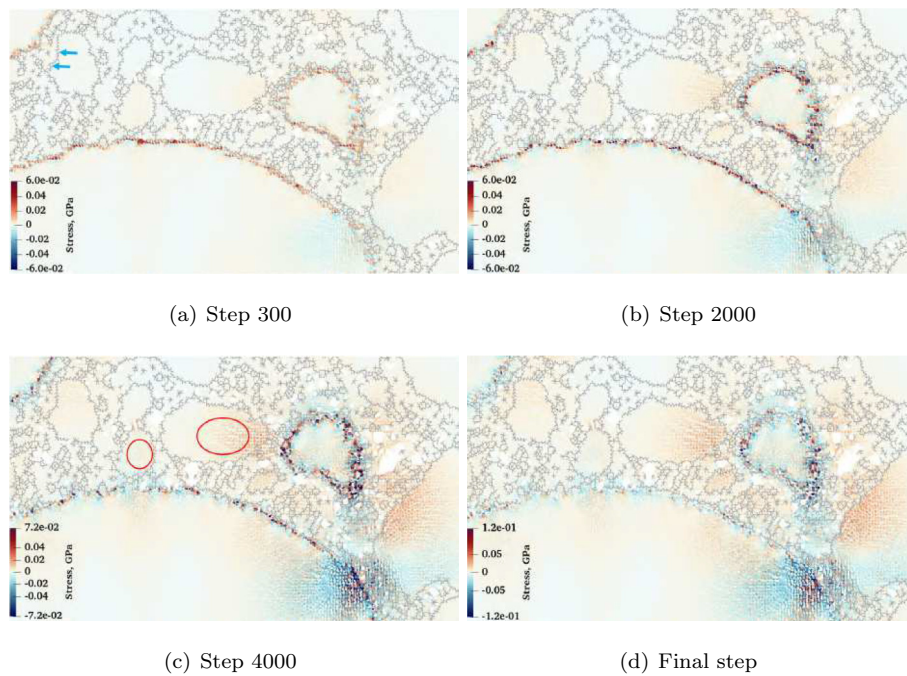 6.0e-02
0.04
0.02
0
-0.02
-0.04
-6.0e-02
Stress, GPa
6.0e-02
0.04
0.02
0
-0.02
-0.04
-6.0e-02
Stress, GPa
(a) Step 300
(b) Step 2000
7.2e-02
0.04
0.02
0
-0.02
-0.04
-7.2e-02
Stress, GPa
1.2e-01
0.05
0
-0.05
-1.2e-01
Stress, GPa
(c) Step 4000
(d) Final step